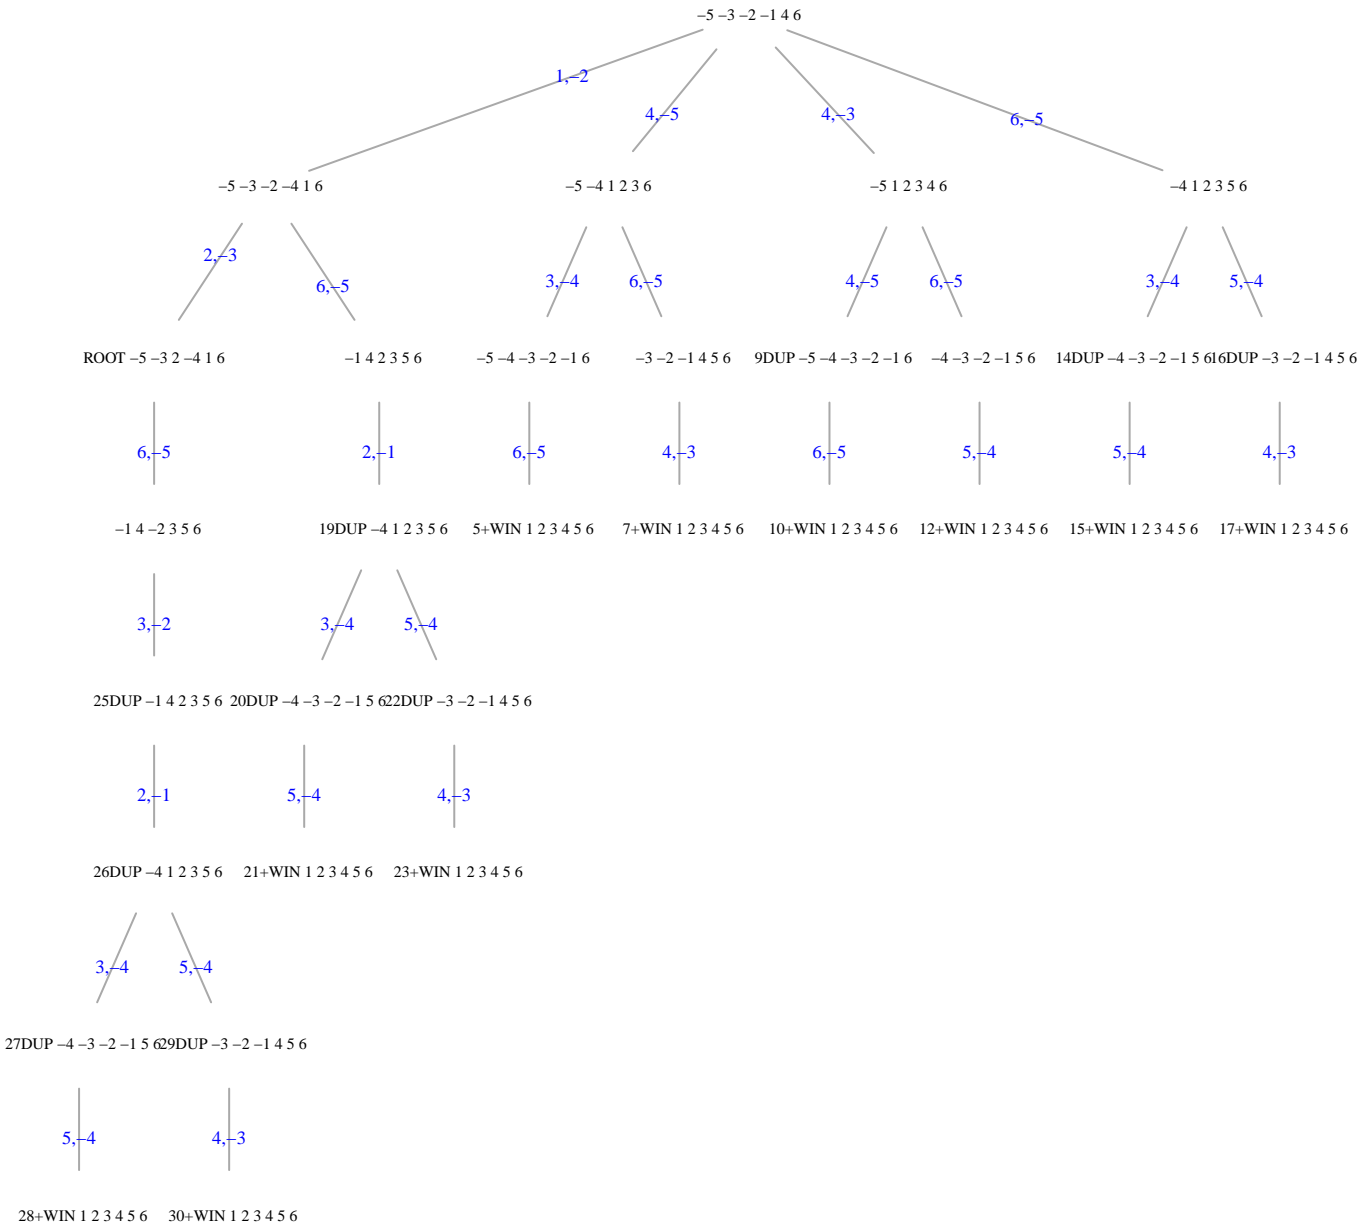 −5 −3 −2 −1 4 6
1,−2
4,−5
4,−3
6,−5
−5 −3 −2 −4 1 6
−5 −4 1 2 3 6
−5 1 2 3 4 6
−4 1 2 3 5 6
2,−3
6,−5
3,−4
6,−5
4,−5
6,−5
3,−4
5,−4
ROOT −5 −3 2 −4 1 6
−1 4 2 3 5 6
−5 −4 −3 −2 −1 6
−3 −2 −1 4 5 6
9DUP −5 −4 −3 −2 −1 6
−4 −3 −2 −1 5 6
14DUP −4 −3 −2 −1 5 6
16DUP −3 −2 −1 4 5 6
6,−5
2,−1
6,−5
4,−3
6,−5
5,−4
5,−4
4,−3
−1 4 −2 3 5 6
19DUP −4 1 2 3 5 6
5+WIN 1 2 3 4 5 6
7+WIN 1 2 3 4 5 6
10+WIN 1 2 3 4 5 6
12+WIN 1 2 3 4 5 6
15+WIN 1 2 3 4 5 6
17+WIN 1 2 3 4 5 6
3,−2
3,−4
5,−4
25DUP −1 4 2 3 5 6
20DUP −4 −3 −2 −1 5 6
22DUP −3 −2 −1 4 5 6
2,−1
5,−4
4,−3
26DUP −4 1 2 3 5 6
21+WIN 1 2 3 4 5 6
23+WIN 1 2 3 4 5 6
3,−4
5,−4
27DUP −4 −3 −2 −1 5 6
29DUP −3 −2 −1 4 5 6
5,−4
4,−3
28+WIN 1 2 3 4 5 6
30+WIN 1 2 3 4 5 6